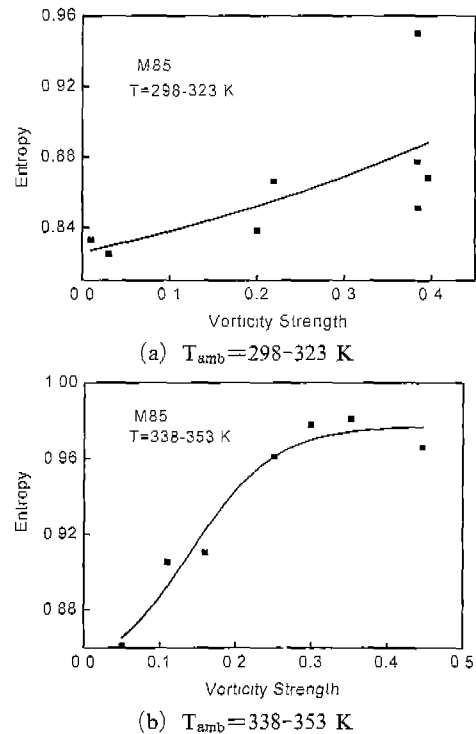 0.96
M85
T=298-323 K
0.92
Entropy
0.88
0.84
0.0 0.1 0.2 0.3 0.4
Vorticity Strength
(a) Tamb=298-323 K
1.00
M85
T=338-353 K
0.96
Entropy
0.92
0.88
0.0 0.1 0.2 0.3 0.4 0.5
Vorticity Strength
(b) Tamb=338-353 K